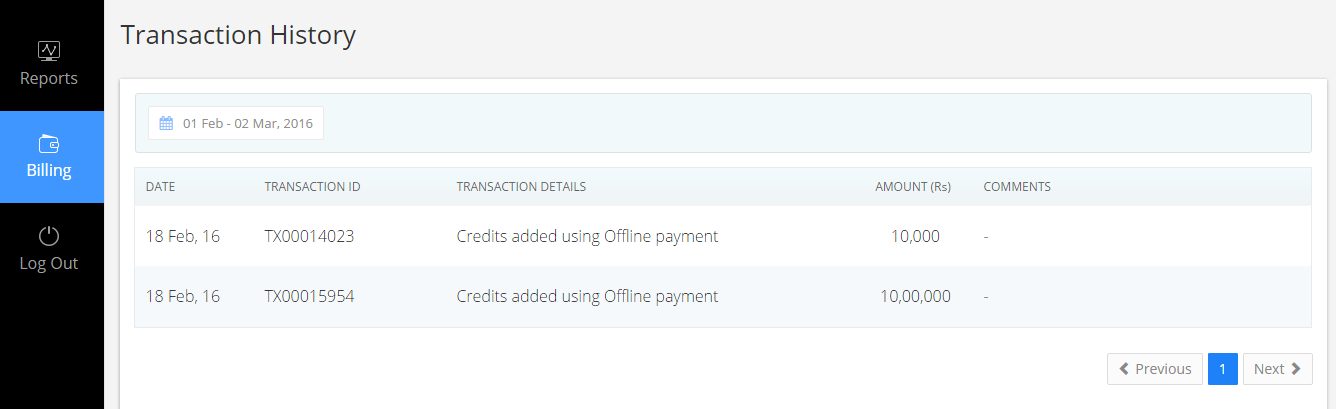 Transaction History
Reports
Billing
Log Out
01 Feb - 02 Mar, 2016
DATE TRANSACTION ID TRANSACTION DETAILS AMOUNT (Rs) COMMENTS
18 Feb, 16 TX00014023 Credits added using Offline payment 10,000 -
18 Feb, 16 TX00015954 Credits added using Offline payment 10,00,000 -
Previous 1 Next